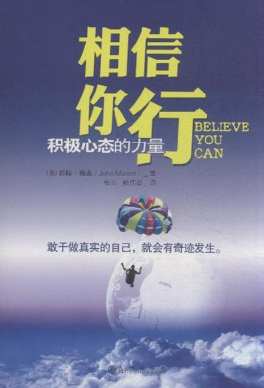 相信
你行
BELIEVE
YOU
CAN
积极心态的力量
（美）约翰·梅森（John Mason）著
译
敢于做真实的自己，就会有奇迹发生。